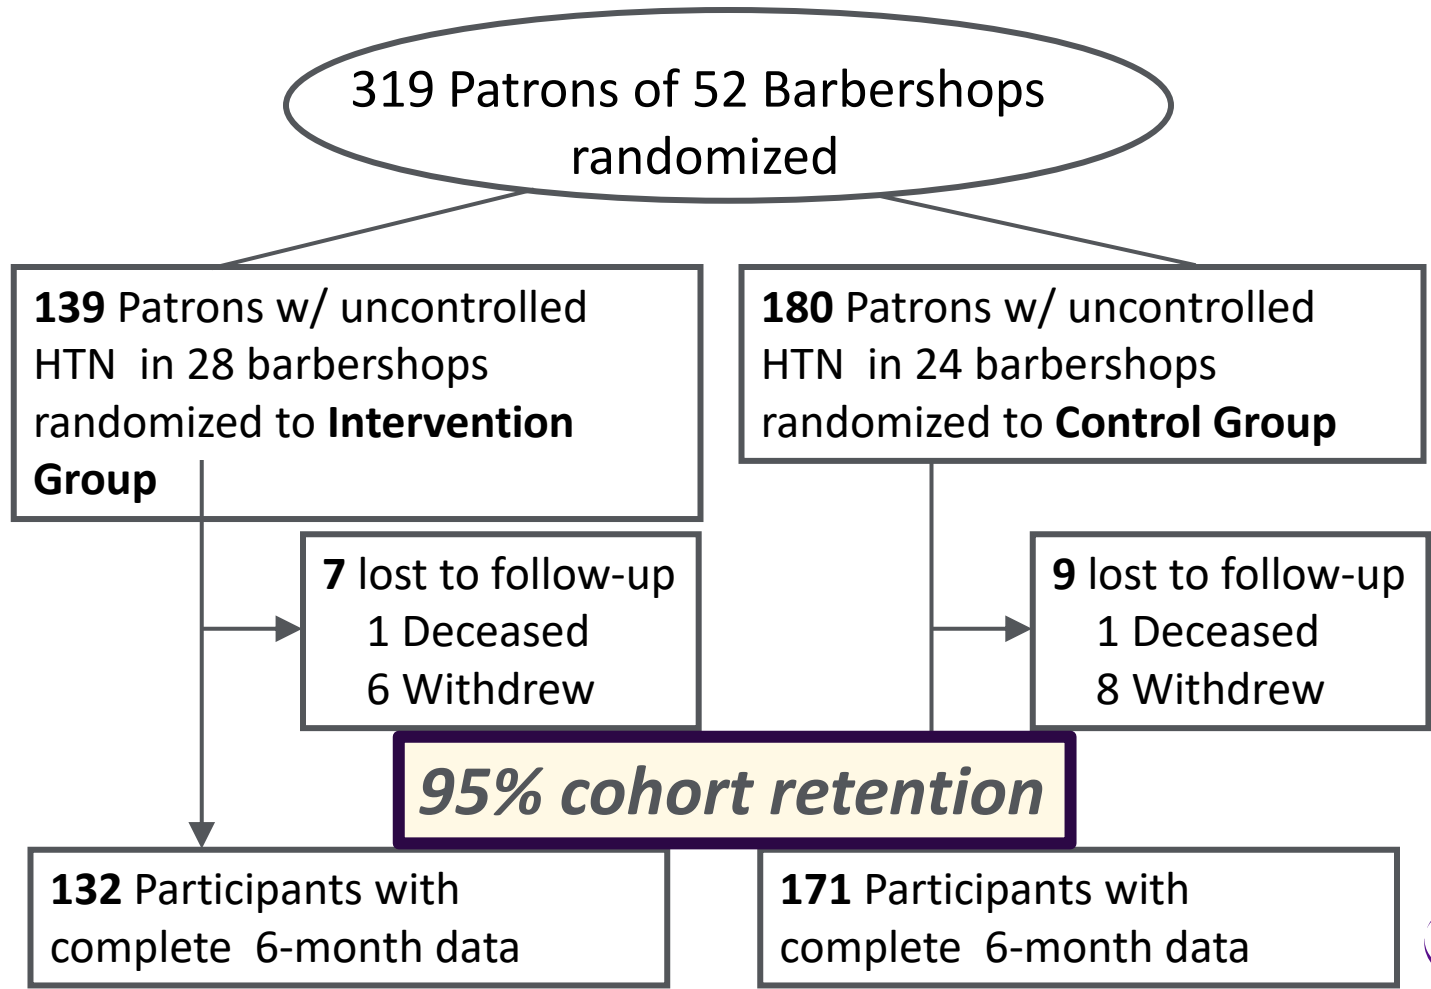 319 Patrons of 52 Barbershops
randomized
139 Patrons w/ uncontrolled
HTN in 28 barbershops
randomized to Intervention
Group
180 Patrons w/ uncontrolled
HTN in 24 barbershops
randomized to Control Group
7 lost to follow-up
1 Deceased
6 Withdrew
9 lost to follow-up
1 Deceased
8 Withdrew
95% cohort retention
132 Participants with
complete 6-month data
171 Participants with
complete 6-month data